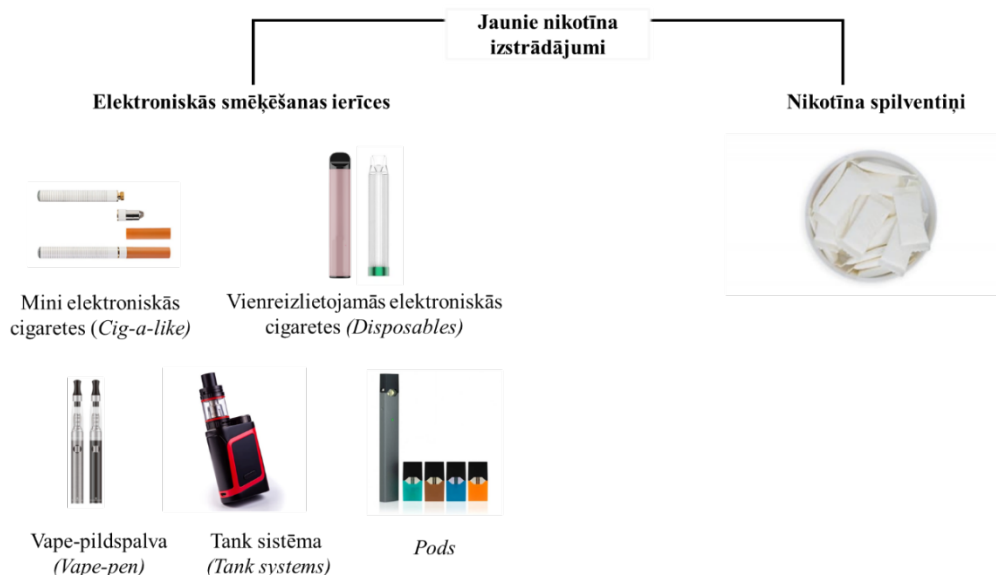 Jaunie nikotīna
izstrādājumi
Elektroniskās smēķēšanas ierīces
Nikotīna spilventiņi
Mini elektroniskās
cigaretes (Cig-a-like)
Vienreizlietojamās elektroniskās
cigaretes (Disposables)
Vape-pildspalva
(Vape-pen)
Tank sistēma
(Tank systems)
Pods